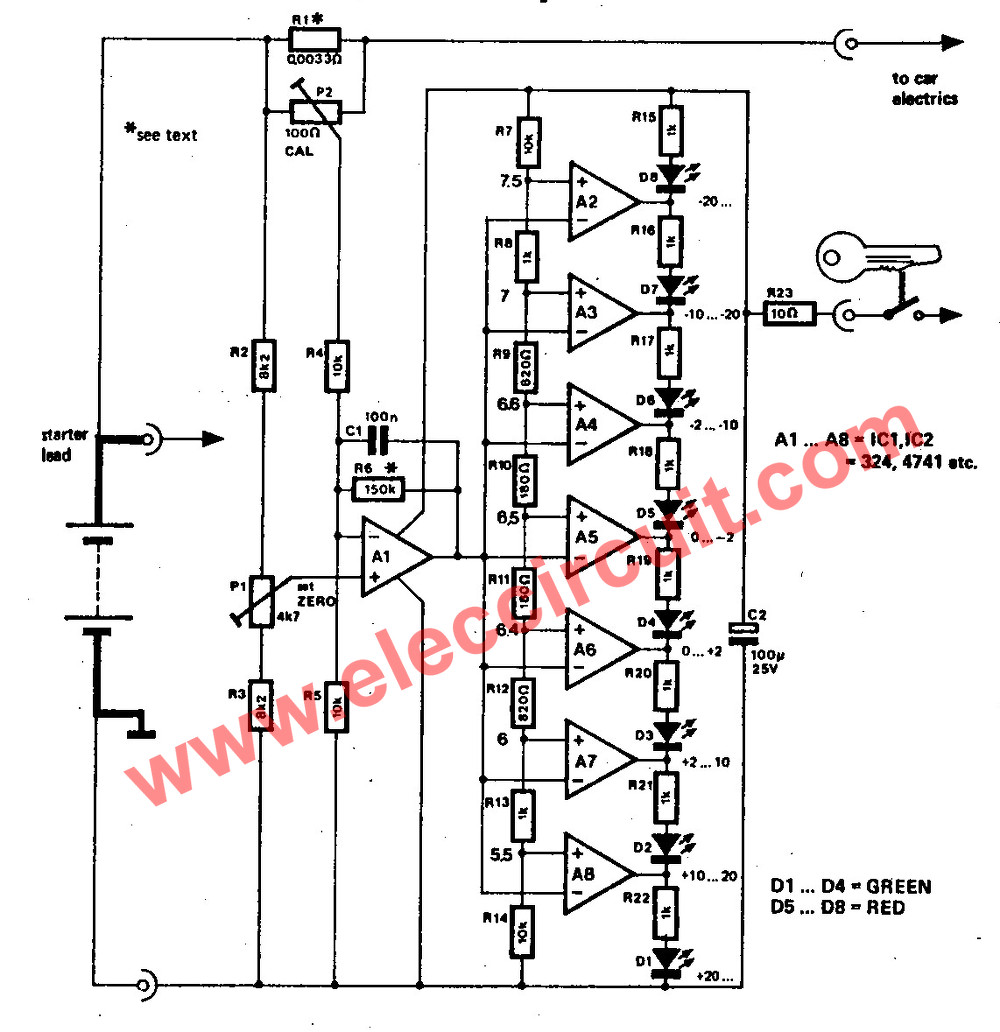 R1*
0,0033Ω
P2
100Ω
CAL
*see text
to car
electrics
R7
10k
R15
1k
7.5
+
A2
−
D8
-20...
R8
1k
R16
1k
7
+
A3
−
D7
-10...-20
R23
10Ω
R2
8k2
R4
10k
R9
820Ω
R17
1k
6.6
+
A4
−
D6
-2...-10
starter
lead
C1
100n
R6 *
150k
A1 ... A8 = IC1,IC2
= 324, 4741 etc.
R10
180Ω
R18
1k
6,5
+
A5
−
D5
0...−2
−
A1
+
R11
180Ω
R19
1k
P1
4k7
set
ZERO
6.4
+
A6
−
D4
0...+2
C2
100µ
25V
R3
8k2
R5
10k
R12
820Ω
R20
1k
6
+
A7
−
D3
+2...10
R13
1k
R21
1k
5.5
+
A8
−
D2
+10...20
D1 ... D4 = GREEN
D5 ... D8 = RED
R14
10k
R22
1k
D1
+20...
www.eleccircuit.com